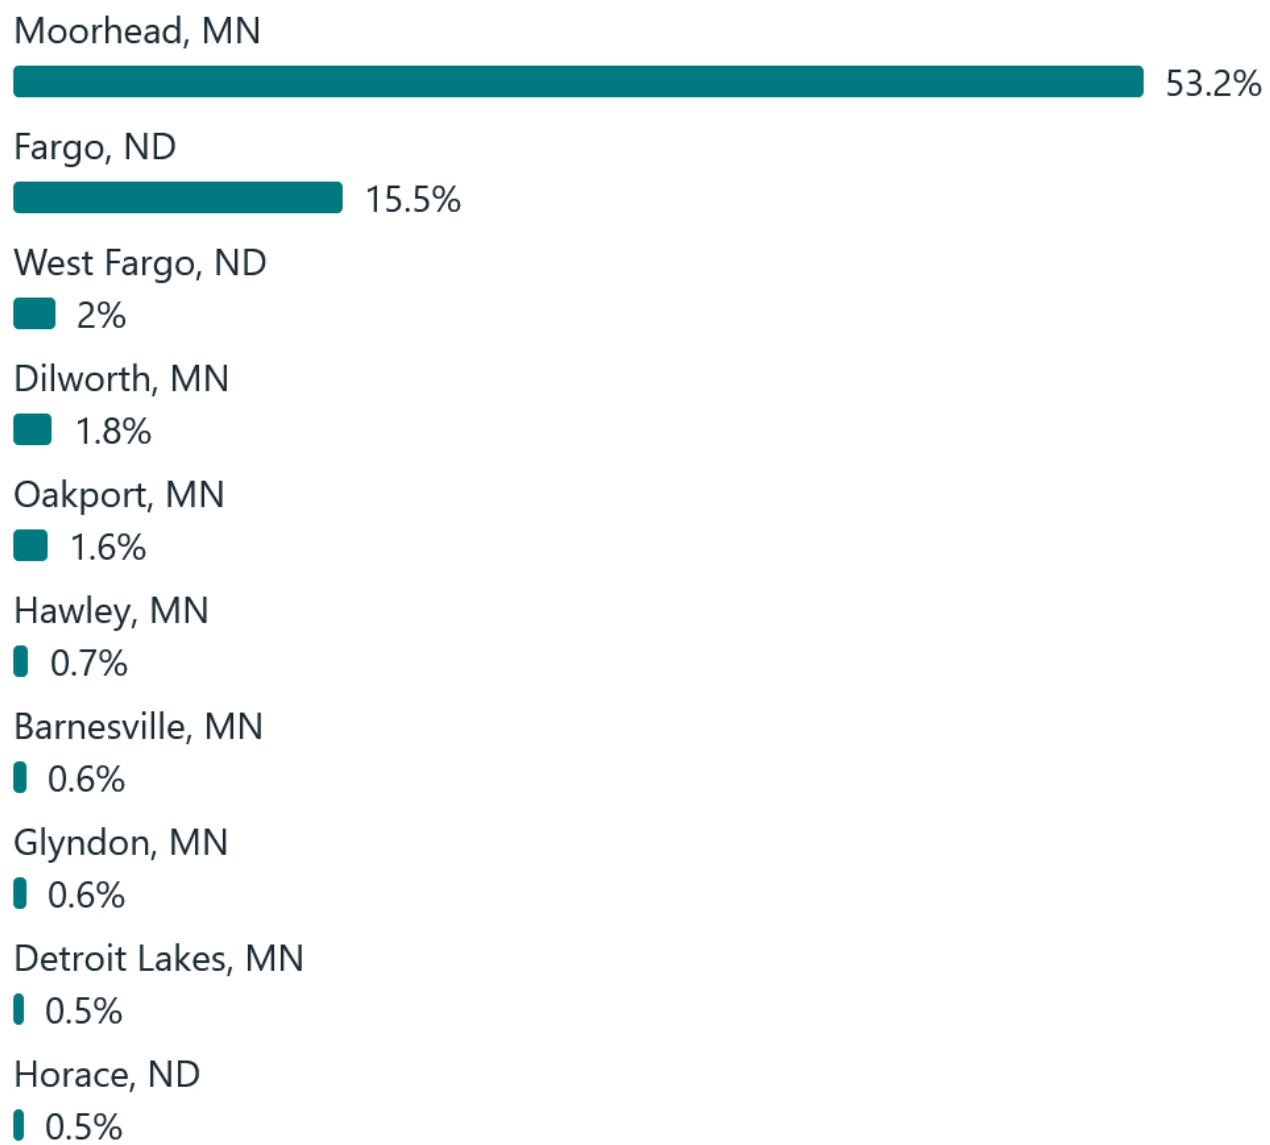 Moorhead, MN
53.2%
Fargo, ND
15.5%
West Fargo, ND
2%
Dilworth, MN
1.8%
Oakport, MN
1.6%
Hawley, MN
0.7%
Barnesville, MN
0.6%
Glyndon, MN
0.6%
Detroit Lakes, MN
0.5%
Horace, ND
0.5%